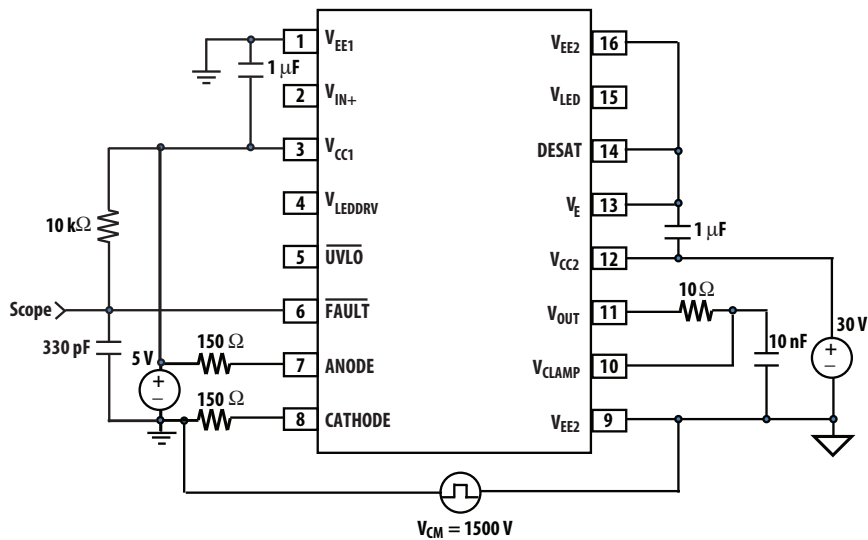 1 V_EE1
V_EE2 16
1 μF
2 V_IN+
V_LED 15
3 V_CC1
DESAT 14
10 kΩ
4 V_LEDDRV
V_E 13
1 μF
5 U̅V̅L̅O̅
V_CC2 12
10 Ω
Scope
6 F̅A̅U̅L̅T̅
V_OUT 11
330 pF
5 V
+
−
150 Ω
7 ANODE
V_CLAMP 10
10 nF
30 V
+
−
150 Ω
8 CATHODE
V_EE2 9
V_CM = 1500 V